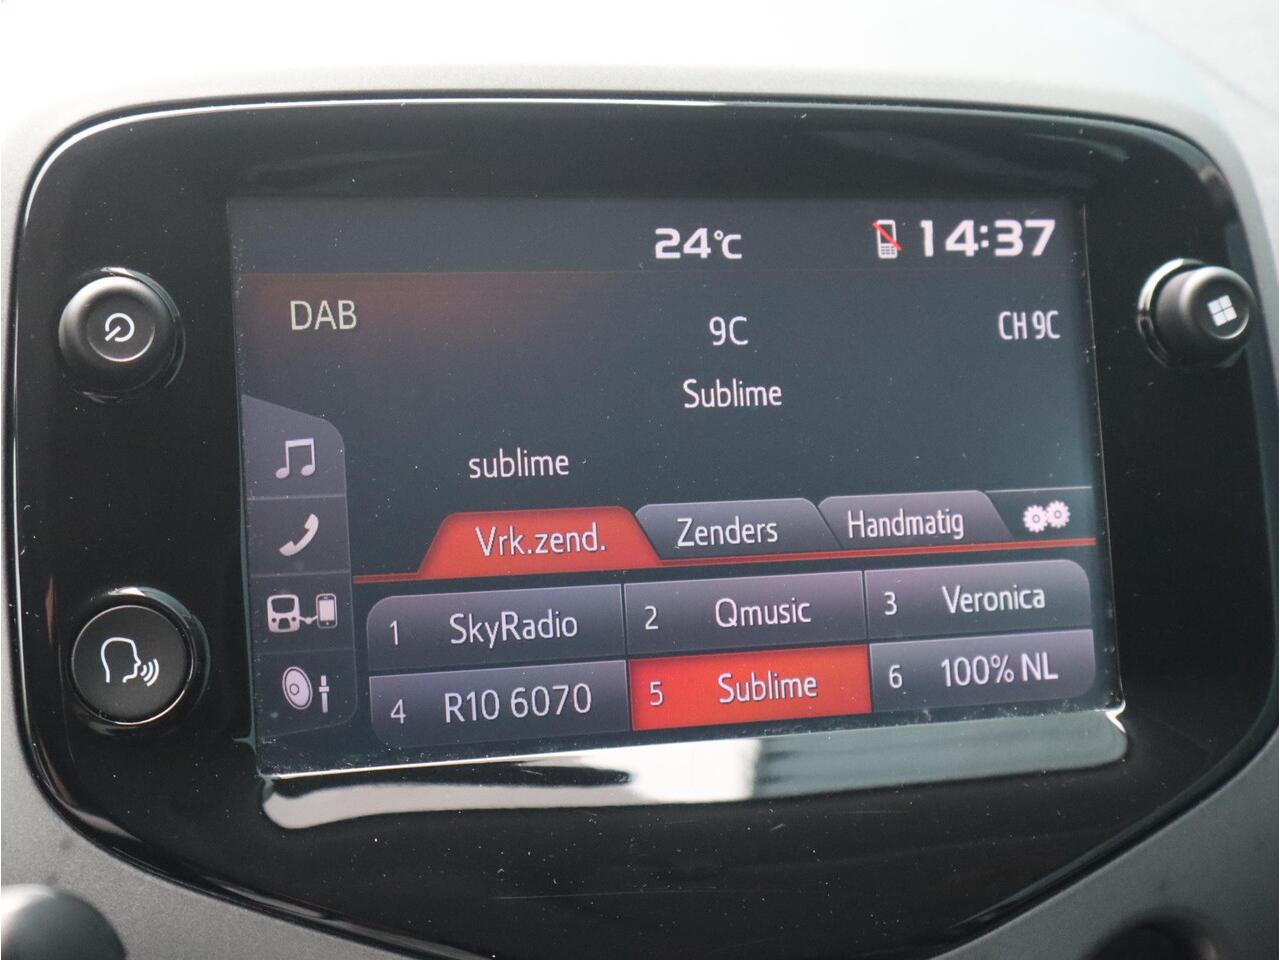 24°C
14:37
DAB
9C
CH 9C
Sublime
sublime
Vrk.zend.
Zenders
Handmatig
1 SkyRadio
2 Qmusic
3 Veronica
4 R10 6070
5 Sublime
6 100% NL